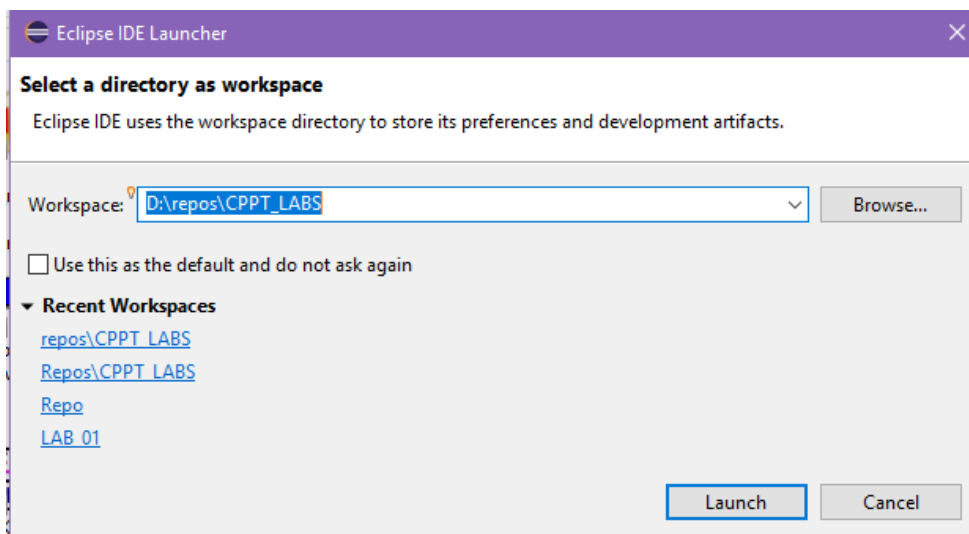 Eclipse IDE Launcher
Select a directory as workspace
Eclipse IDE uses the workspace directory to store its preferences and development artifacts.
Workspace: D:\repos\CPPT_LABS Browse...
Use this as the default and do not ask again
Recent Workspaces
repos\CPPT_LABS
Repos\CPPT_LABS
Repo
LAB_01
Launch Cancel